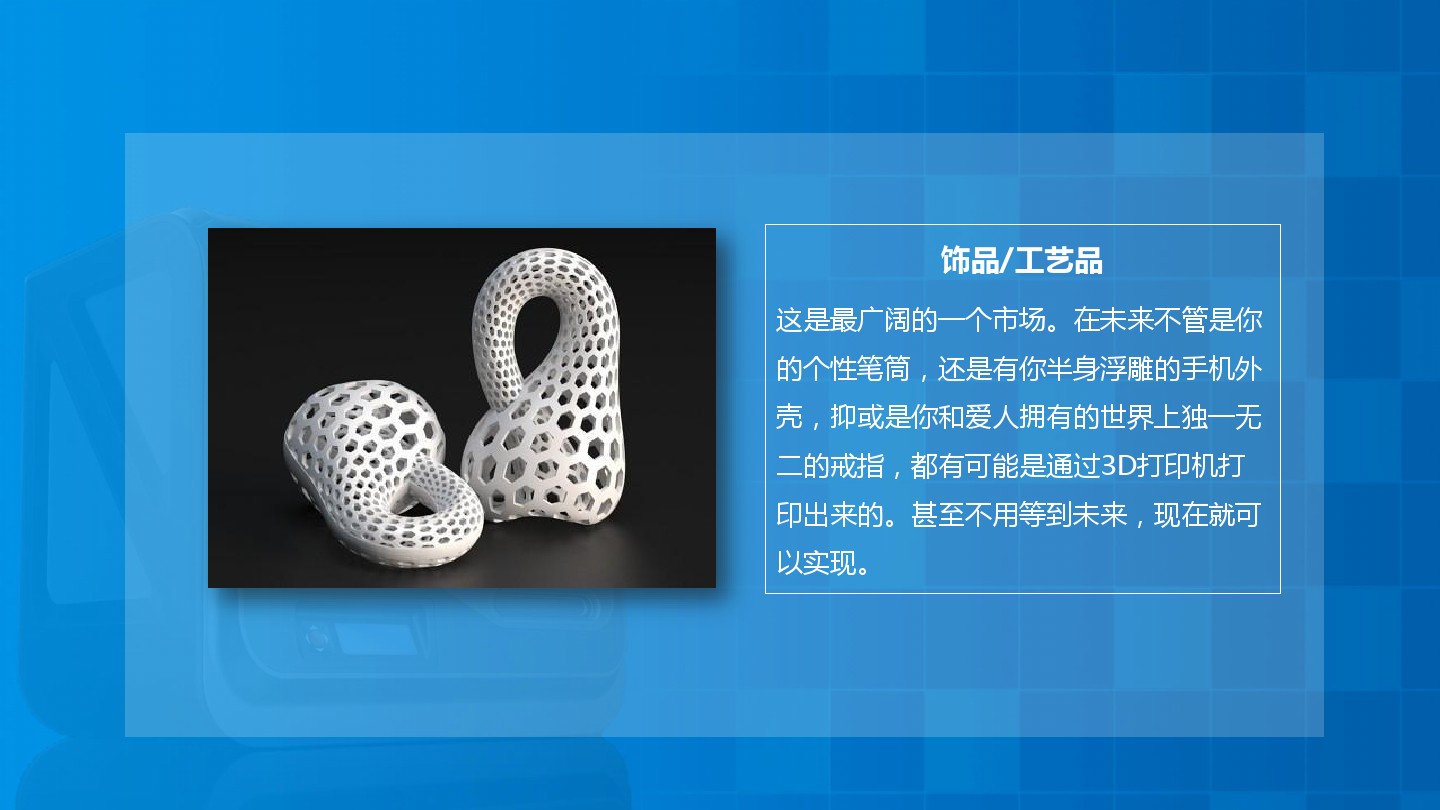 饰品/工艺品
这是最广阔的一个市场。在未来不管是你
的个性笔筒，还是有你半身浮雕的手机外
壳，抑或是你和爱人拥有的世界上独一无
二的戒指，都有可能是通过3D打印机打
印出来的。甚至不用等到未来，现在就可
以实现。